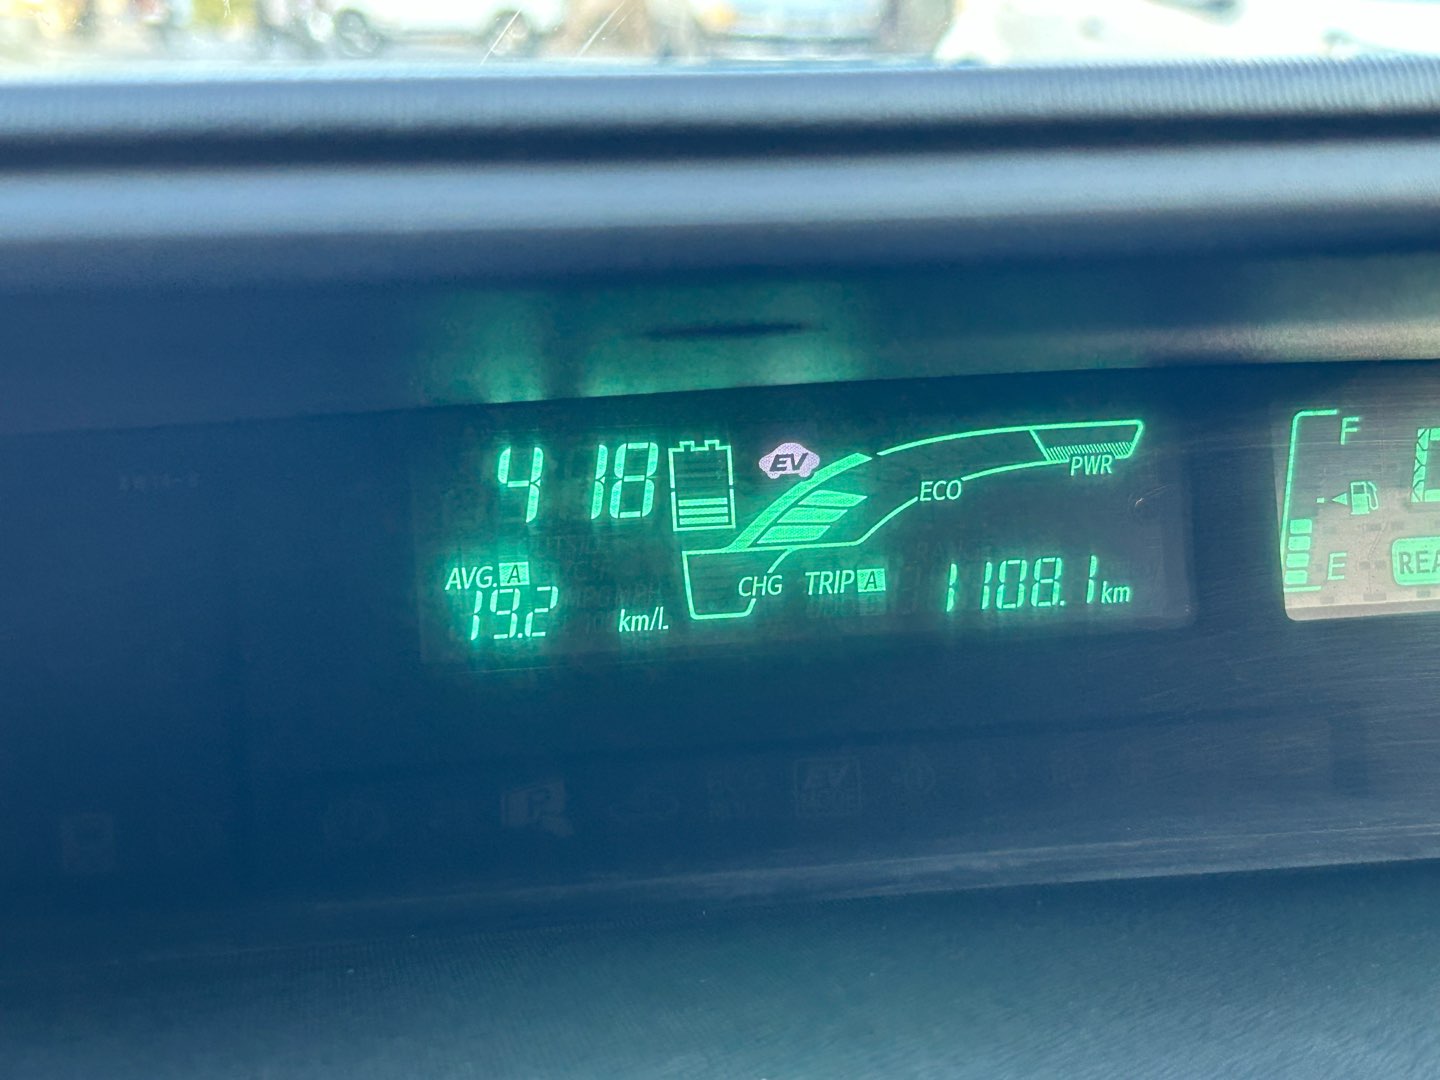 4 18
EV
PWR
ECO
F
AVG. A
CHG
TRIP A
1108.1 km
E
19.2 km/L